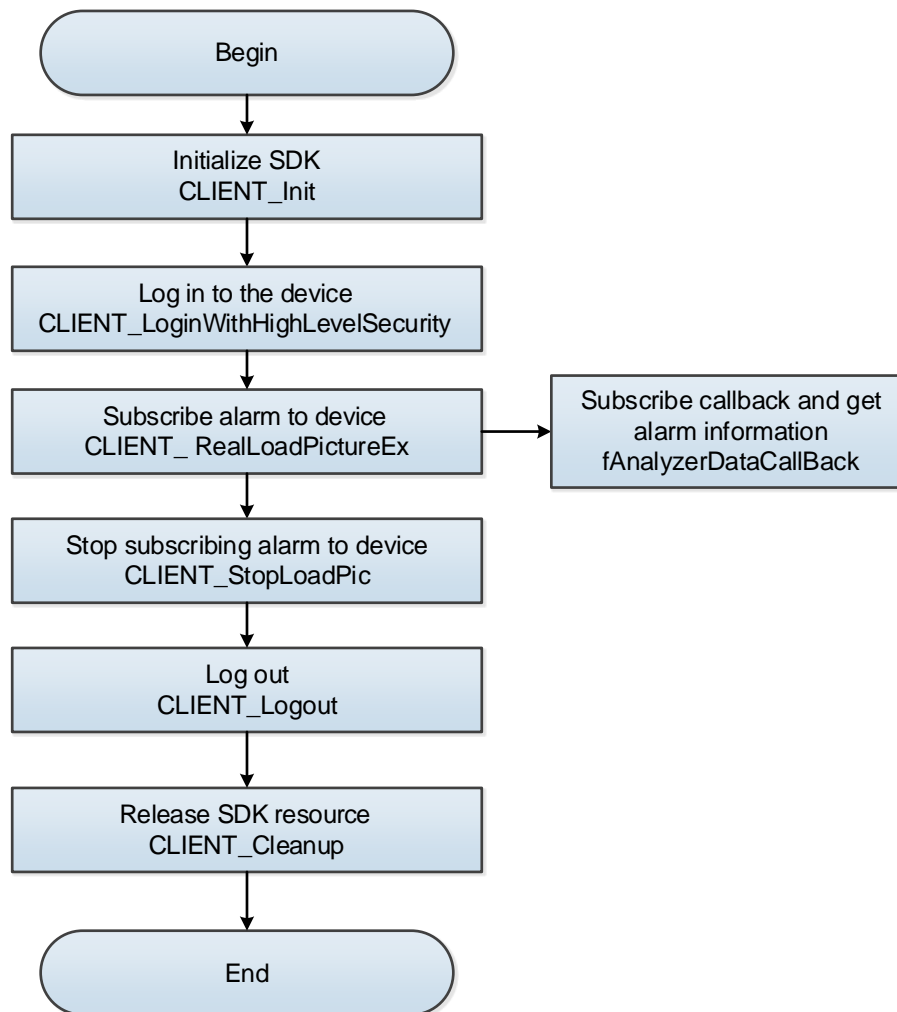 Begin
Initialize SDK
CLIENT_Init
Log in to the device
CLIENT_LoginWithHighLevelSecurity
Subscribe alarm to device
CLIENT_ RealLoadPictureEx
Subscribe callback and get
alarm information
fAnalyzerDataCallBack
Stop subscribing alarm to device
CLIENT_StopLoadPic
Log out
CLIENT_Logout
Release SDK resource
CLIENT_Cleanup
End